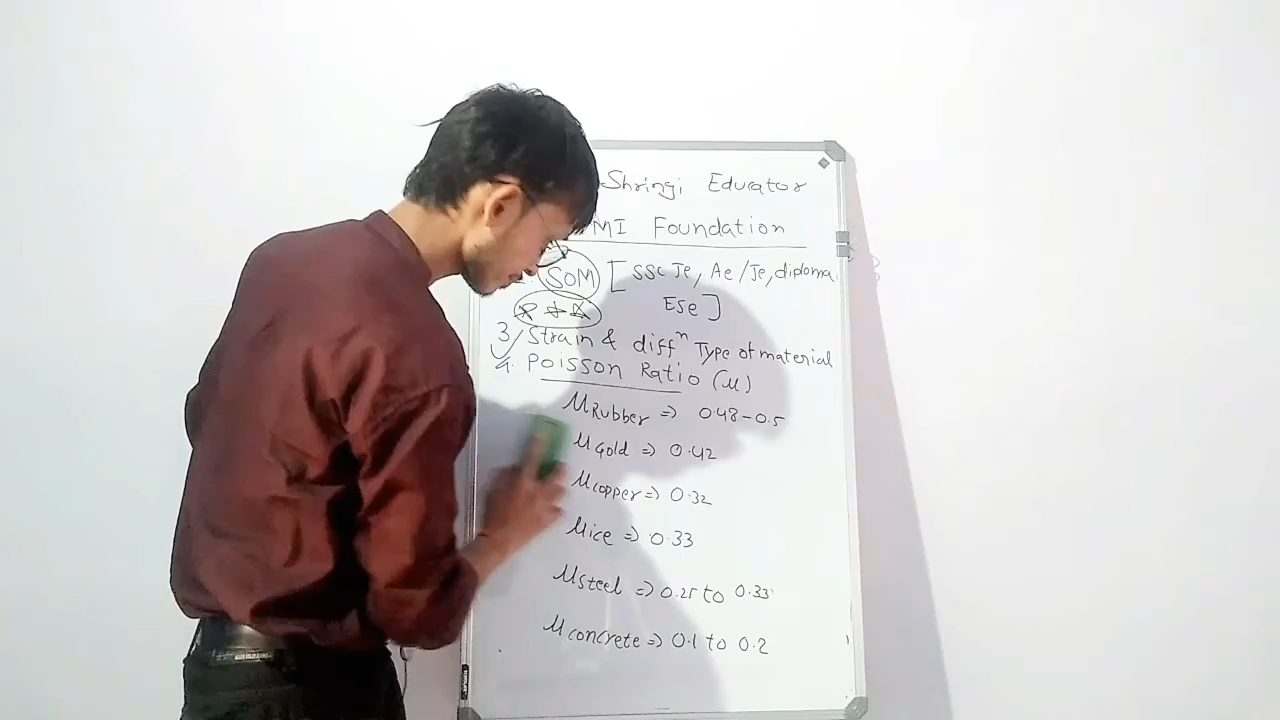 Shringi Educator
MI Foundation
SOM [SSC Je, Ae/Je, diploma,
Ese]
3. Strain & diffⁿ Type of material
4. Poisson Ratio (μ)
μRubber => 0.48-0.5
μGold => 0.42
μcopper => 0.32
μice => 0.33
μSteel => 0.25 to 0.33
μconcrete => 0.1 to 0.2